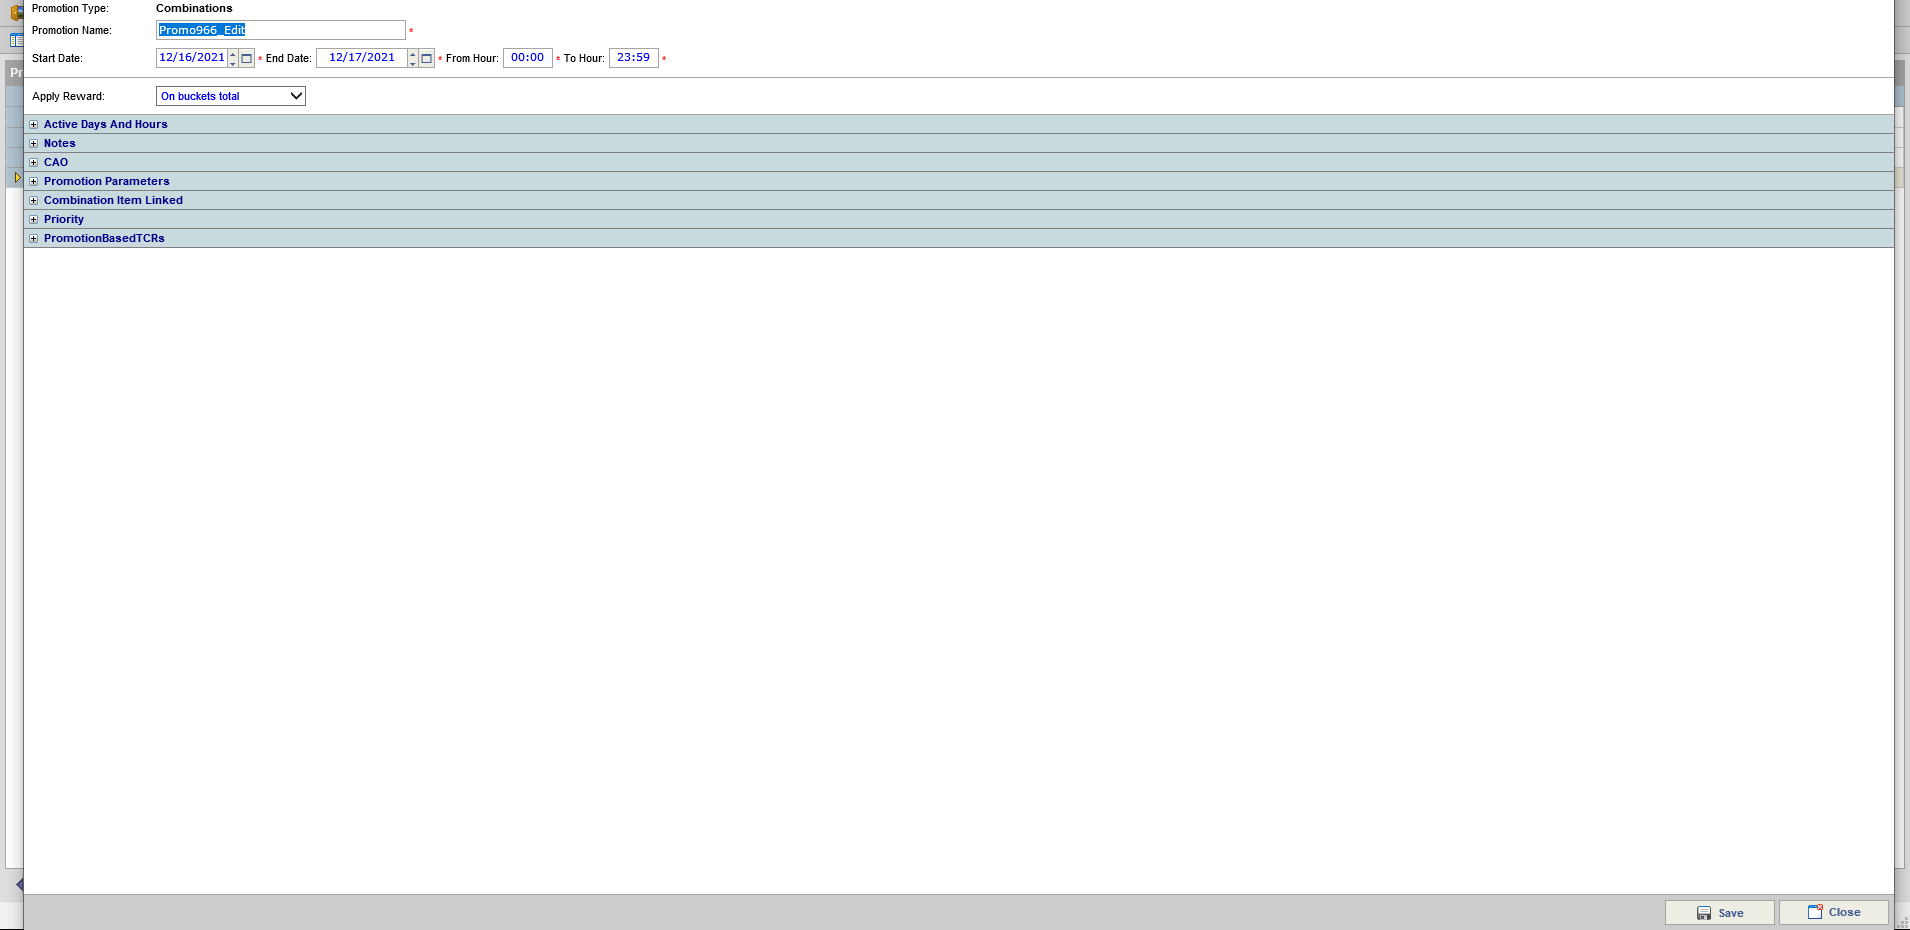 Promotion Type: Combinations
Promotion Name: Promo966_Edit *
Start Date: 12/16/2021 * End Date: 12/17/2021 * From Hour: 00:00 * To Hour: 23:59 *
Pr
Apply Reward: On buckets total
Active Days And Hours
Notes
CAO
Promotion Parameters
Combination Item Linked
Priority
PromotionBasedTCRs
Save Close